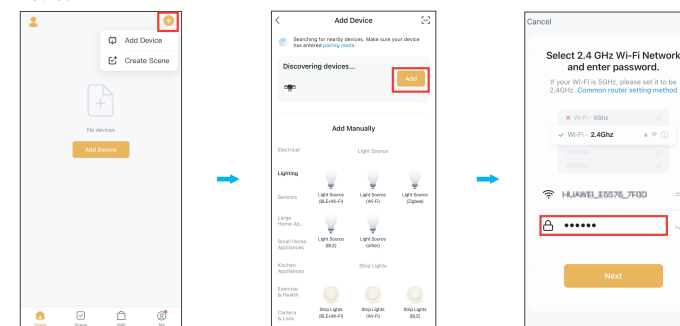 Add Device
Create Scene
No devices
Add Device
Home
Scene
Mall
Me
Add Device
Searching for nearby devices. Make sure your device
has entered pairing mode.
Discovering devices...
Add
Add Manually
Electrical
Lighting
Sensors
Large
Home Ap...
Small Home
Appliances
Kitchen
Appliances
Exercise
& Health
Camera
& Lock
Light Source
Light Source
(BLE+Wi-Fi)
Light Source
(Wi-Fi)
Light Source
(Zigbee)
Light Source
(BLE)
Light Source
(other)
Strip Lights
Strip Lights
(BLE+Wi-Fi)
Strip Lights
(Wi-Fi)
Strip Lights
(BLE)
Cancel
Select 2.4 GHz Wi-Fi Network
and enter password.
If your Wi-Fi is 5GHz, please set it to be
2.4GHz. Common router setting method
Wi-Fi - 5Ghz
Wi-Fi - 2.4Ghz
HUAWEI_E5576_7F0D
Next